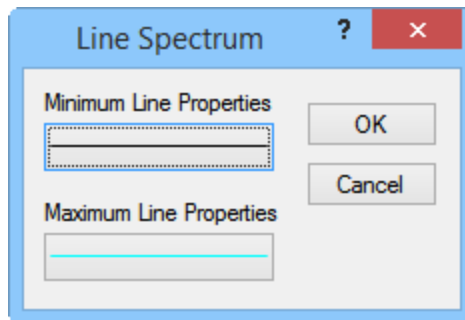 Line Spectrum
?
×
Minimum Line Properties
OK
Cancel
Maximum Line Properties